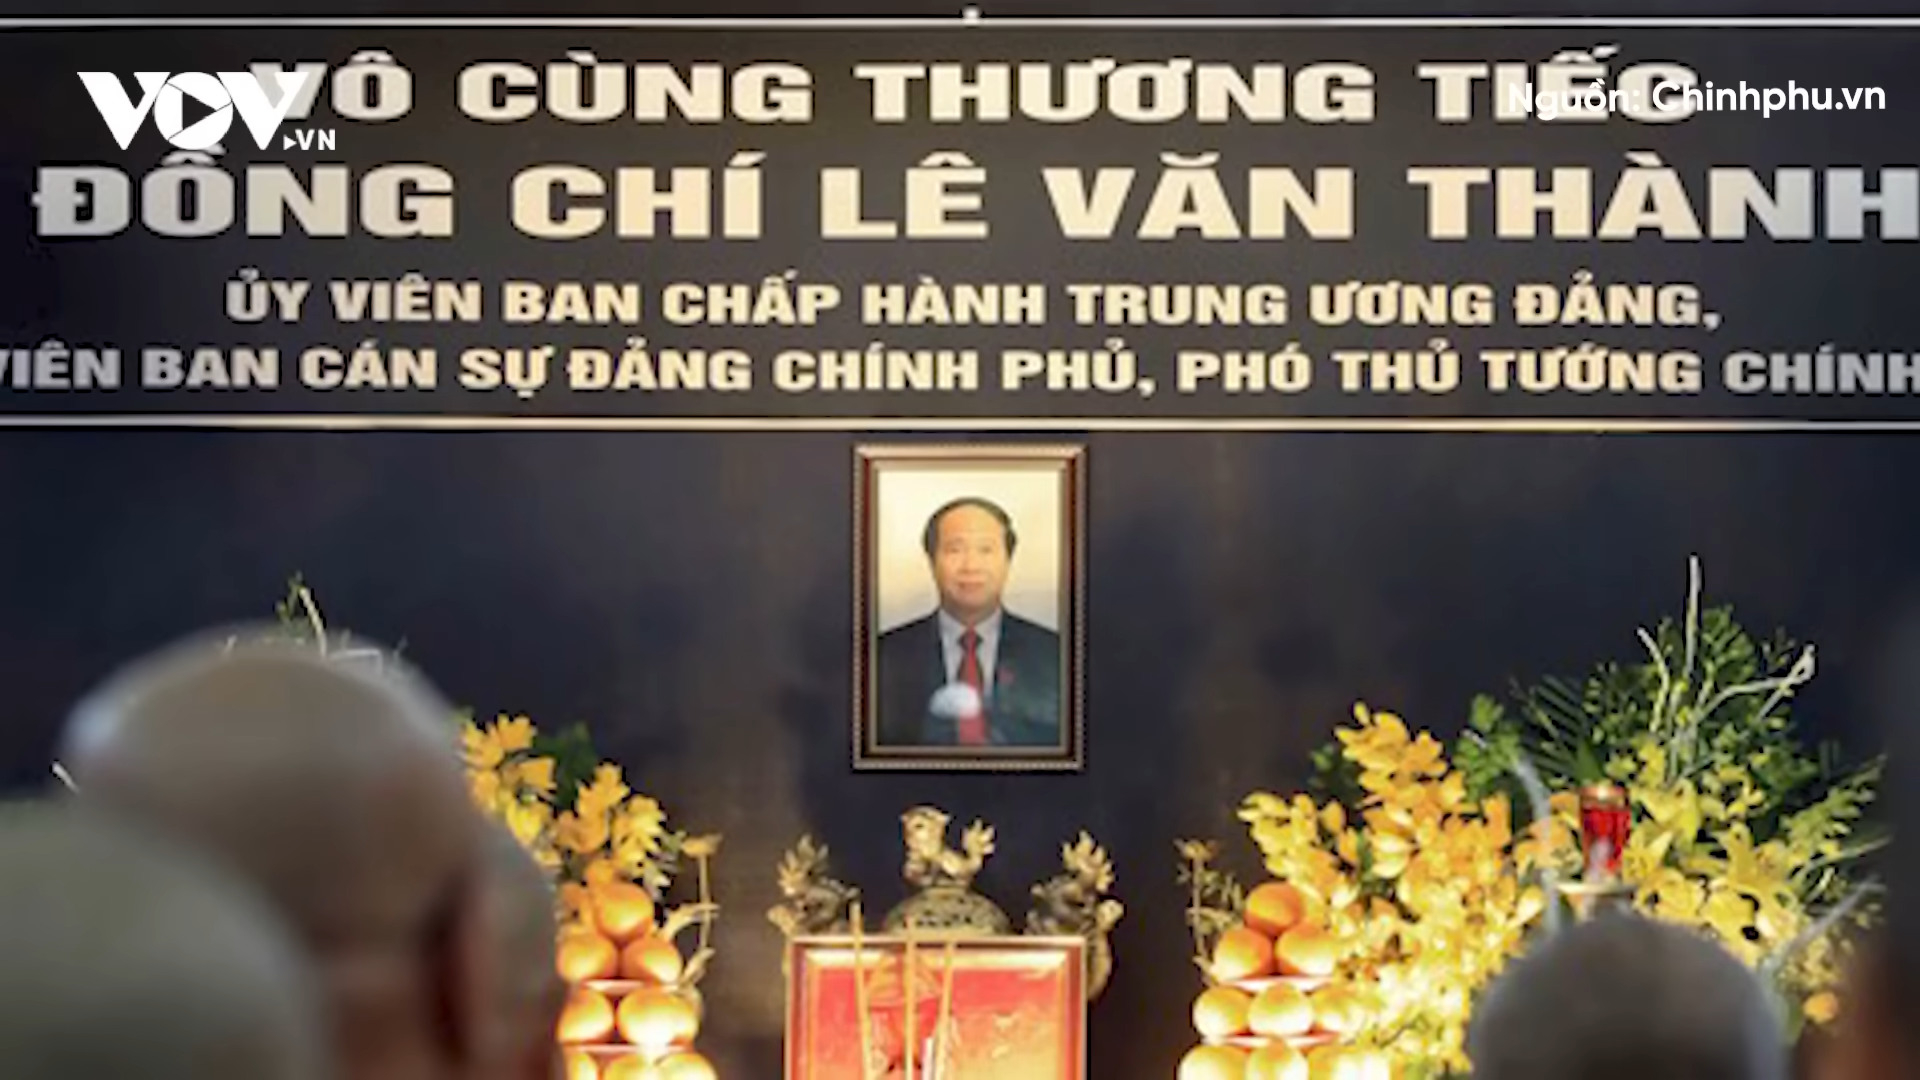 VÔ CÙNG THƯƠNG TIẾC
VOV.VN
Nguồn: Chinhphu.vn
ĐỒNG CHÍ LÊ VĂN THÀNH
ỦY VIÊN BAN CHẤP HÀNH TRUNG ƯƠNG ĐẢNG,
VIÊN BAN CÁN SỰ ĐẢNG CHÍNH PHỦ, PHÓ THỦ TƯỚNG CHÍNH